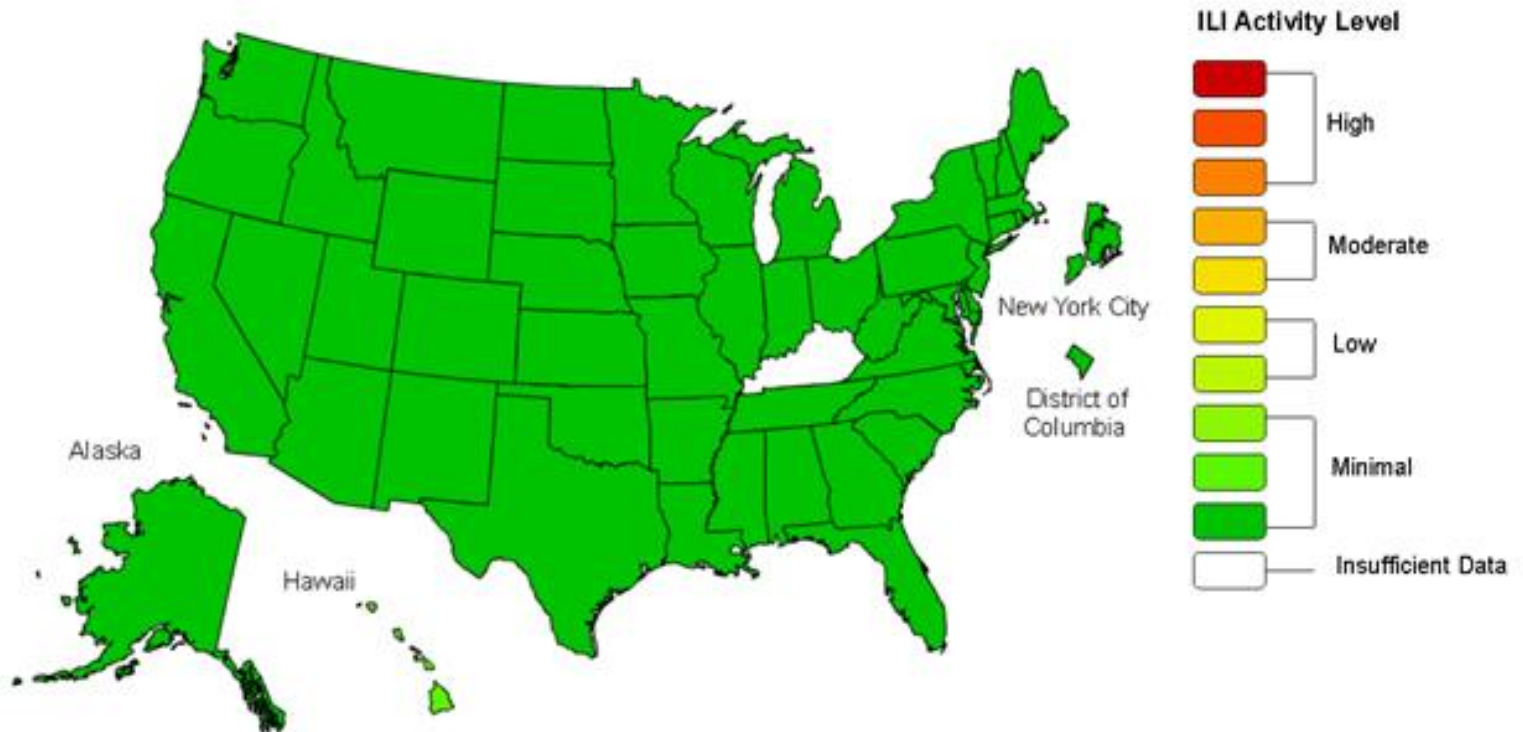 ILI Activity Level
High
Moderate
New York City
Low
District of
Columbia
Alaska
Minimal
Hawaii
Insufficient Data